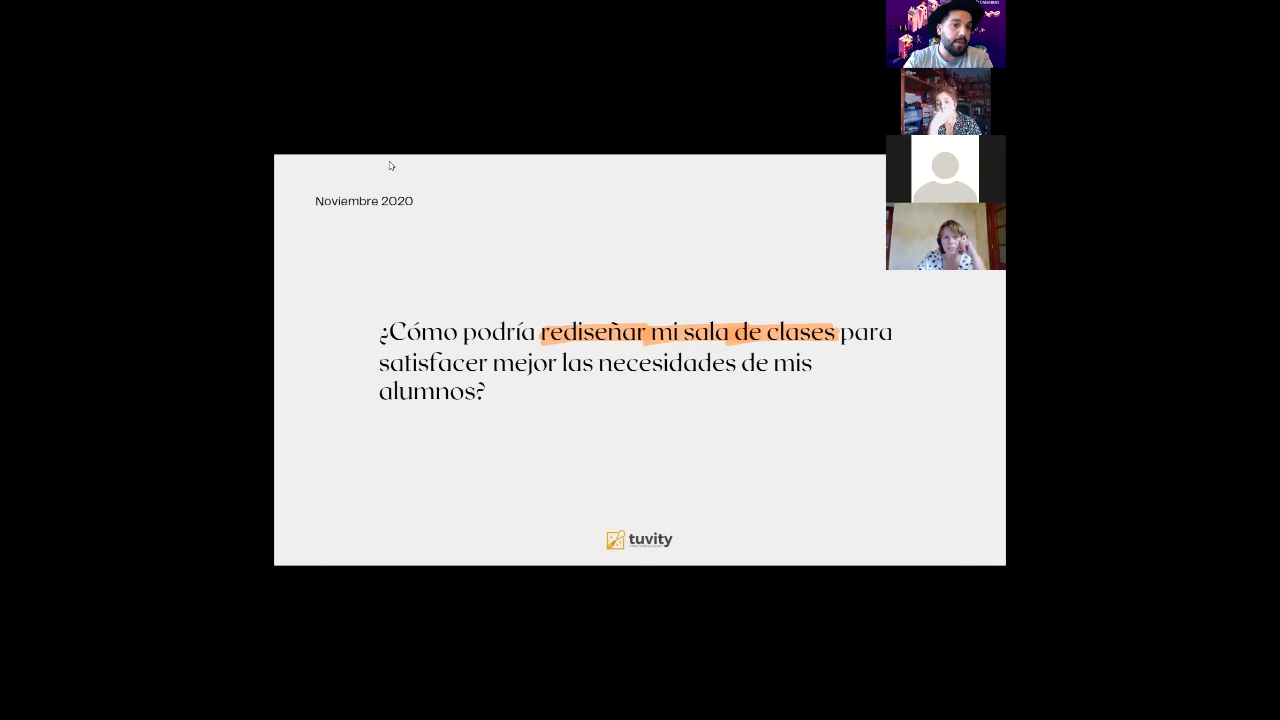 Noviembre 2020
¿Cómo podría rediseñar mi sala de clases para
satisfacer mejor las necesidades de mis
alumnos?
tuvity